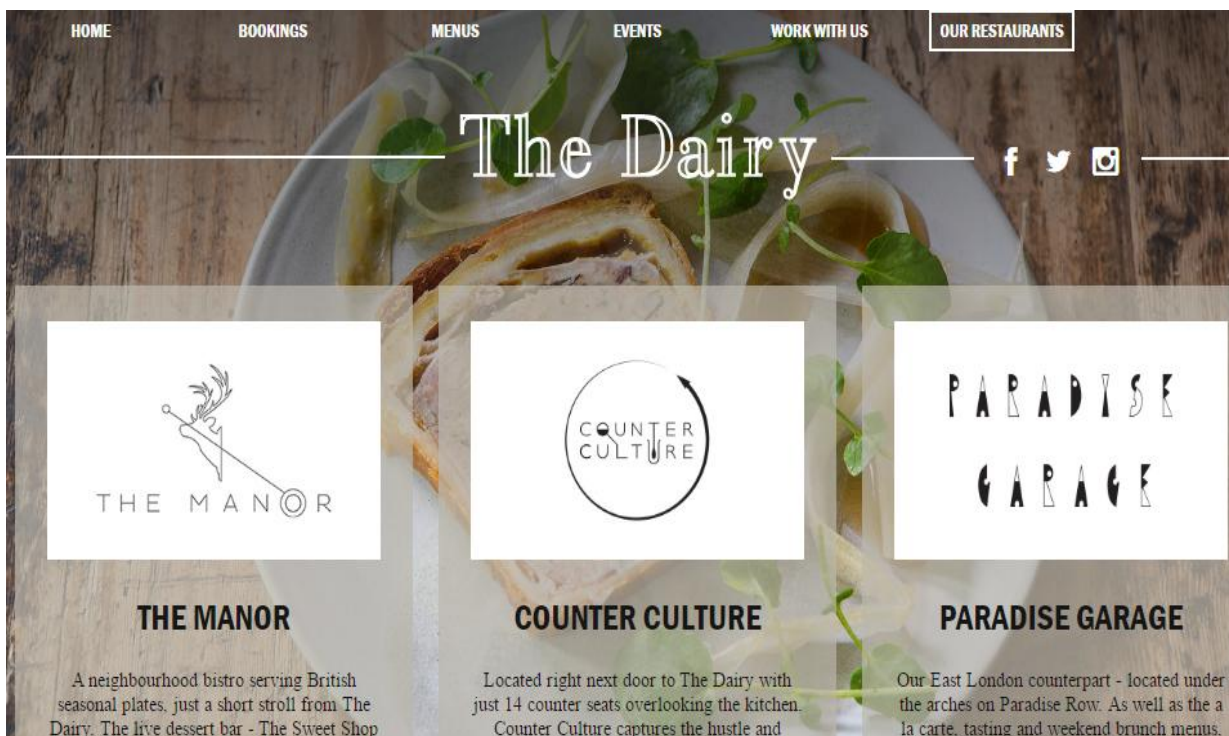 HOME BOOKINGS MENUS EVENTS WORK WITH US OUR RESTAURANTS
The Dairy
THE MANOR
COUNTER CULTURE
PARADISE GARAGE
THE MANOR
A neighbourhood bistro serving British
seasonal plates, just a short stroll from The
Dairy. The live dessert bar - The Sweet Shop
COUNTER
CULTURE
COUNTER CULTURE
Located right next door to The Dairy with
just 14 counter seats overlooking the kitchen.
Counter Culture captures the hustle and
PARADISE
GARAGE
PARADISE GARAGE
Our East London counterpart - located under
the arches on Paradise Row. As well as the a
la carte, tasting and weekend brunch menus,